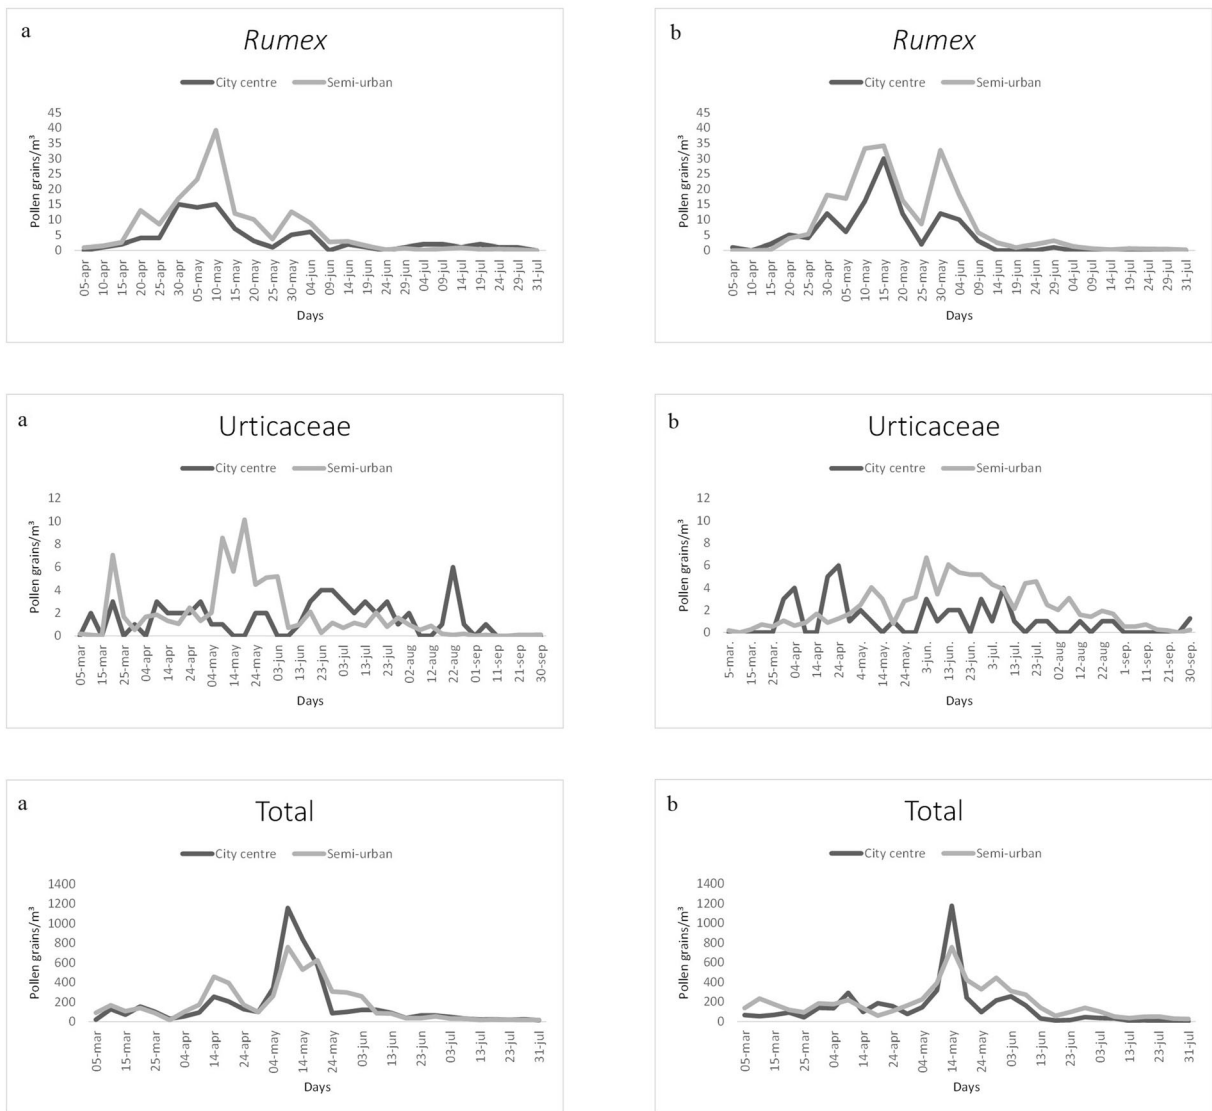 a
Rumex
City centre Semi-urban
Pollen grains/m³
45
40
35
30
25
20
15
10
5
0
05-apr 10-apr 15-apr 20-apr 25-apr 30-apr 05-may 10-may 15-may 20-may 25-may 30-may 04-jun 09-jun 14-jun 19-jun 24-jun 29-jun 04-jul 09-jul 14-jul 19-jul 24-jul 29-jul 31-jul
Days
b
Rumex
City centre Semi-urban
Pollen grains/m³
45
40
35
30
25
20
15
10
5
0
05-apr 10-apr 15-apr 20-apr 25-apr 30-apr 05-may 10-may 15-may 20-may 25-may 30-may 04-jun 09-jun 14-jun 19-jun 24-jun 29-jun 04-jul 09-jul 14-jul 19-jul 24-jul 29-jul 31-jul
Days
a
Urticaceae
City centre Semi-urban
Pollen grains/m³
12
10
8
6
4
2
0
05-mar 15-mar 25-mar 04-apr 14-apr 24-apr 04-may 14-may 24-may 03-jun 13-jun 23-jun 03-jul 13-jul 23-jul 02-aug 12-aug 22-aug 01-sep 11-sep 21-sep 30-sep
Days
b
Urticaceae
City centre Semi-urban
Pollen grains/m³
12
10
8
6
4
2
0
5-mar. 15-mar. 25-mar. 04-apr 14-apr 24-apr 4-may. 14-may 24-may. 3-jun. 13-jun. 23-jun. 3-jul. 13-jul. 23-jul. 02-aug 12-aug 22-aug 1-sep. 11-sep. 21-sep. 30-sep.
Days
a
Total
City centre Semi-urban
Pollen grains/m³
1400
1200
1000
800
600
400
200
0
05-mar 15-mar 25-mar 04-apr 14-apr 24-apr 04-may 14-may 24-may 03-jun 13-jun 23-jun 03-jul 13-jul 23-jul 31-jul
Days
b
Total
City centre Semi-urban
Pollen grains/m³
1400
1200
1000
800
600
400
200
0
05-mar 15-mar 25-mar 04-apr 14-apr 24-apr 04-may 14-may 24-may 03-jun 13-jun 23-jun 03-jul 13-jul 23-jul 31-jul
Days